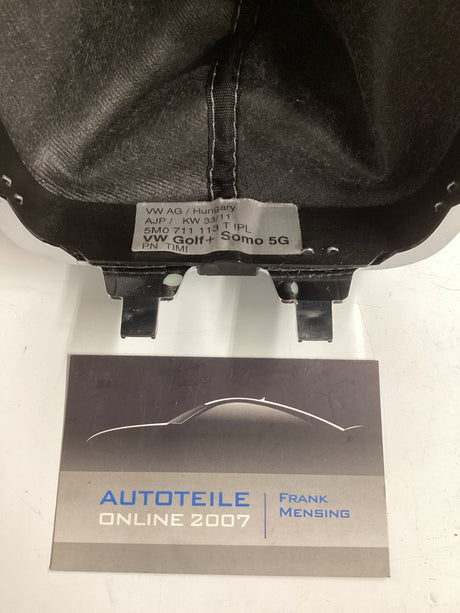 VW AG / Hungary
AJP / KW 33/11
5M0 711 113 T IPL
VW Golf+ Somo 5G
PN. TIMI
AUTOTEILE
ONLINE 2007
FRANK
MENSING